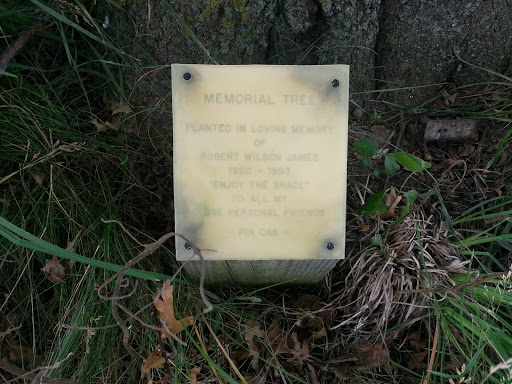 MEMORIAL TREE
PLANTED IN LOVING MEMORY
OF
ROBERT WILSON JAMES
1920 - 1993
"ENJOY THE SHADE"
TO ALL MY
PERSONAL FRIENDS
- PIN OAK -